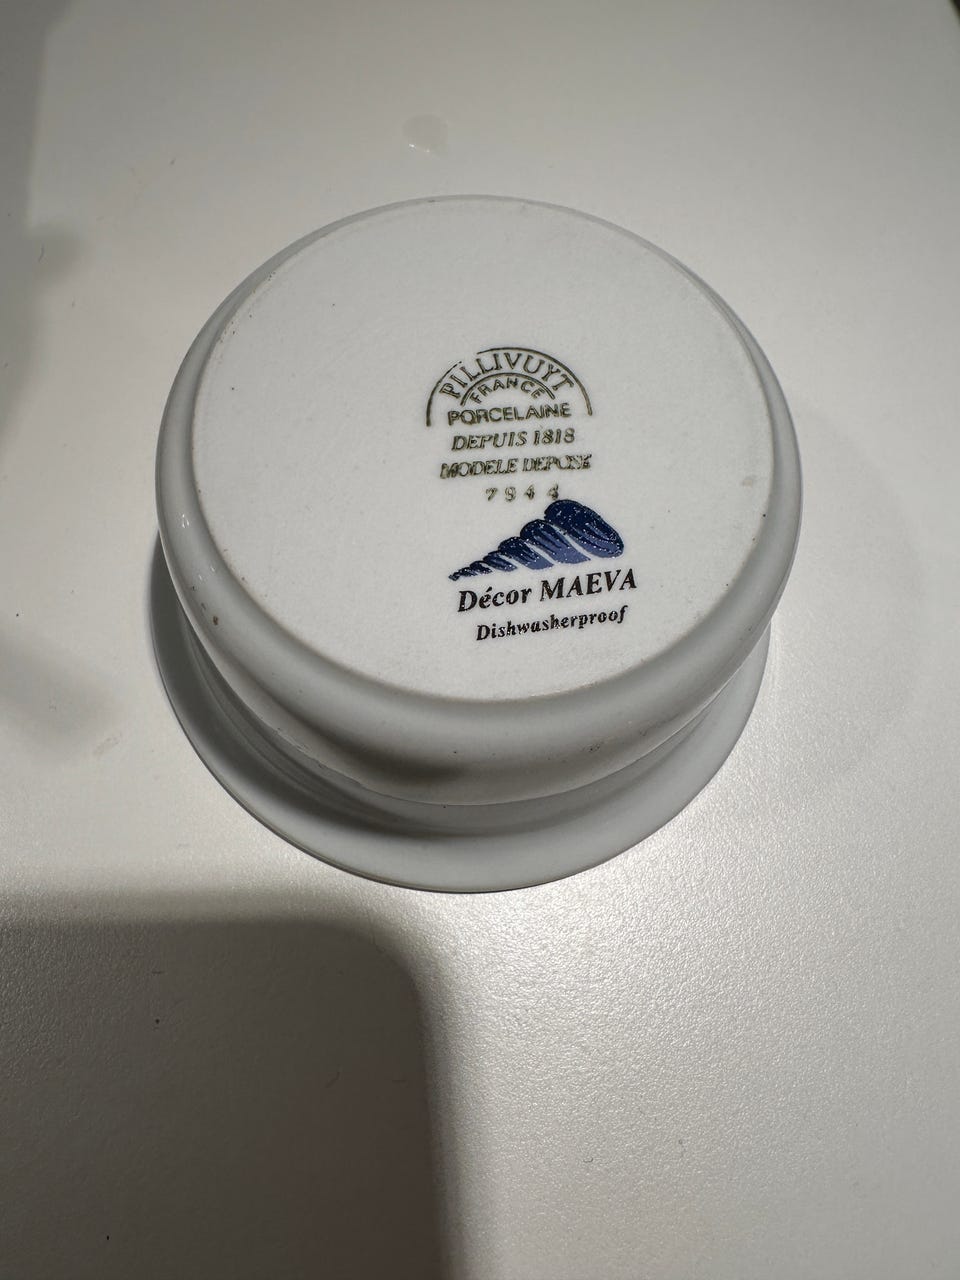 PILLIVUYT
FRANCE
PORCELAINE
DEPUIS 1818
MODELE DEPOSE
7944
Décor MAEVA
Dishwasherproof